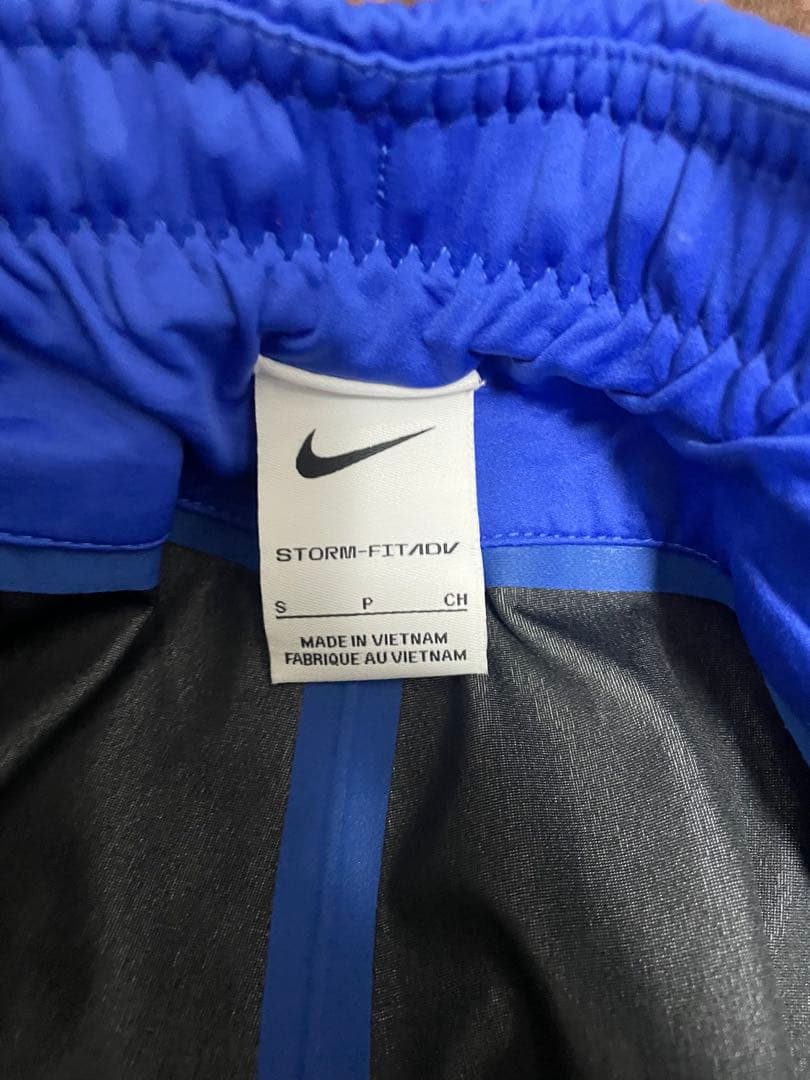 STORM-FIT ADV
S P CH
MADE IN VIETNAM
FABRIQUE AU VIETNAM